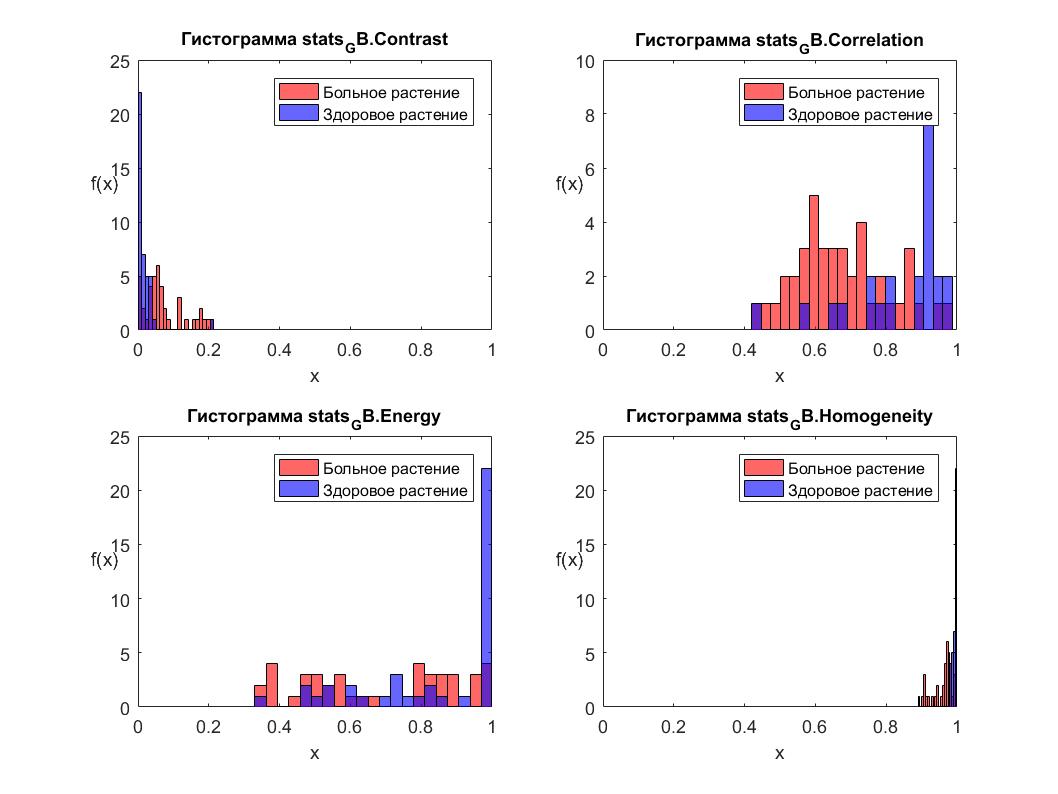 Гистограмма stats_GB.Contrast
25
20
15
10
5
0
f(x)
0 0.2 0.4 0.6 0.8 1
x
Больное растение
Здоровое растение
Гистограмма stats_GB.Correlation
10
8
6
4
2
0
f(x)
0 0.2 0.4 0.6 0.8 1
x
Больное растение
Здоровое растение
Гистограмма stats_GB.Energy
25
20
15
10
5
0
f(x)
0 0.2 0.4 0.6 0.8 1
x
Больное растение
Здоровое растение
Гистограмма stats_GB.Homogeneity
25
20
15
10
5
0
f(x)
0 0.2 0.4 0.6 0.8 1
x
Больное растение
Здоровое растение